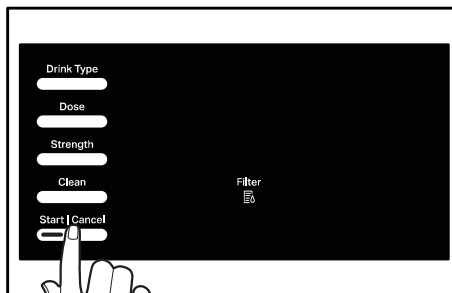 Drink Type
Dose
Strength
Clean
Filter
Start | Cancel